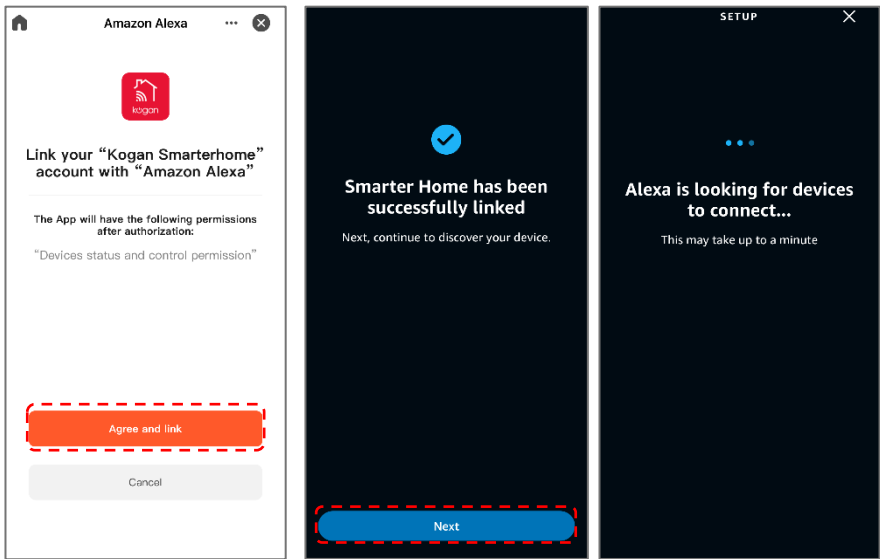 Amazon Alexa
kogan
Link your “Kogan Smarterhome”
account with “Amazon Alexa”
The App will have the following permissions
after authorization:
“Devices status and control permission”
Agree and link
Cancel
Smarter Home has been
successfully linked
Next, continue to discover your device.
Next
SETUP
Alexa is looking for devices
to connect...
This may take up to a minute